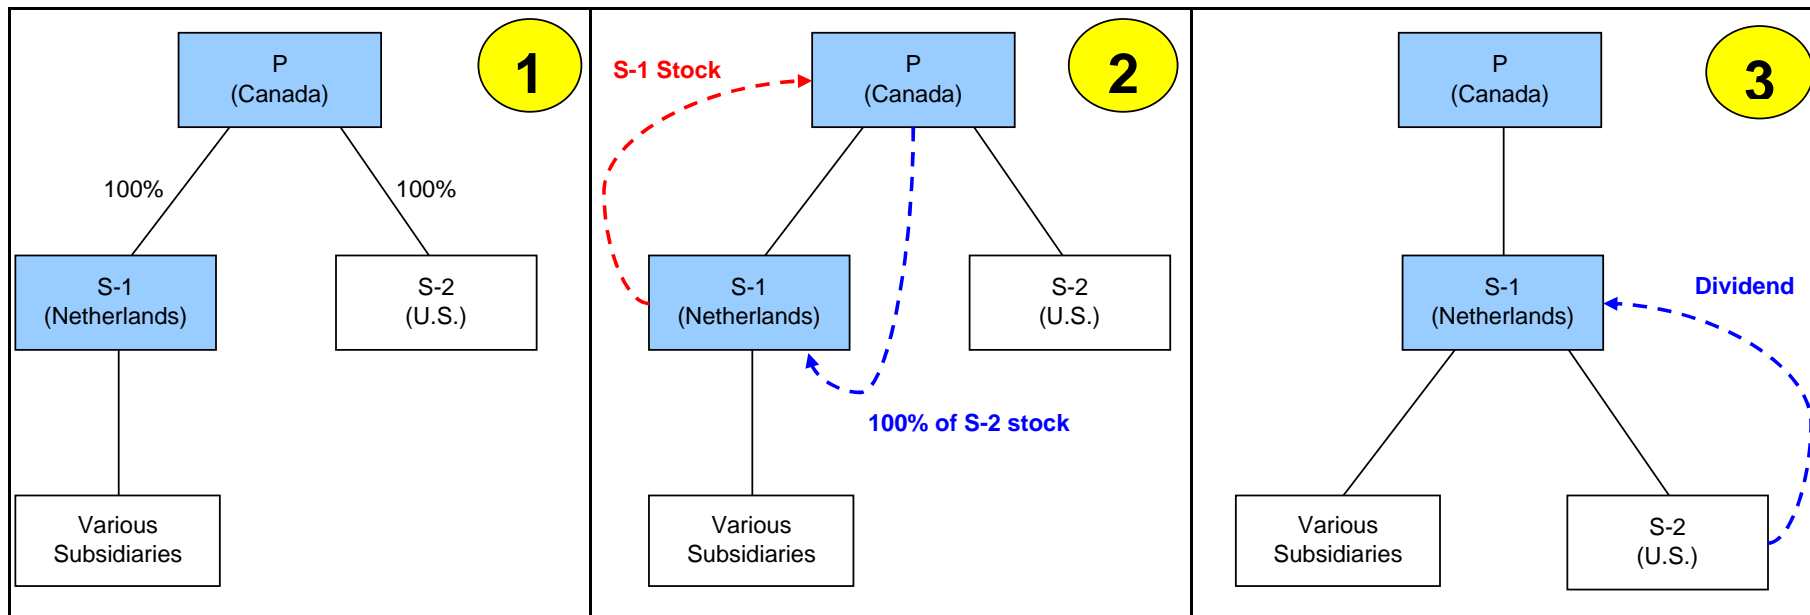 1
P
(Canada)
100%
100%
S-1
(Netherlands)
S-2
(U.S.)
Various
Subsidiaries
2
S-1 Stock
P
(Canada)
S-1
(Netherlands)
S-2
(U.S.)
100% of S-2 stock
Various
Subsidiaries
3
P
(Canada)
S-1
(Netherlands)
Dividend
Various
Subsidiaries
S-2
(U.S.)